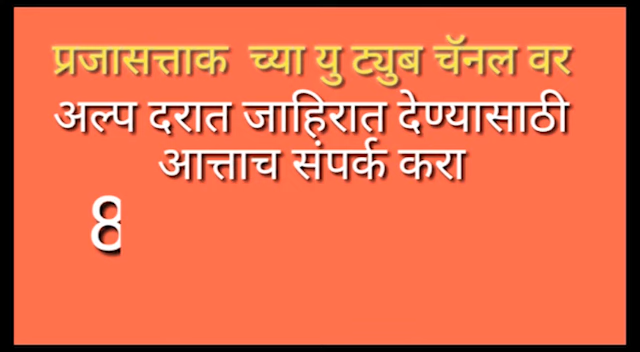 प्रजासत्ताक च्या यु ट्युब चॅनल वर
अल्प दरात जाहिरात देण्यासाठी
आत्ताच संपर्क करा
8